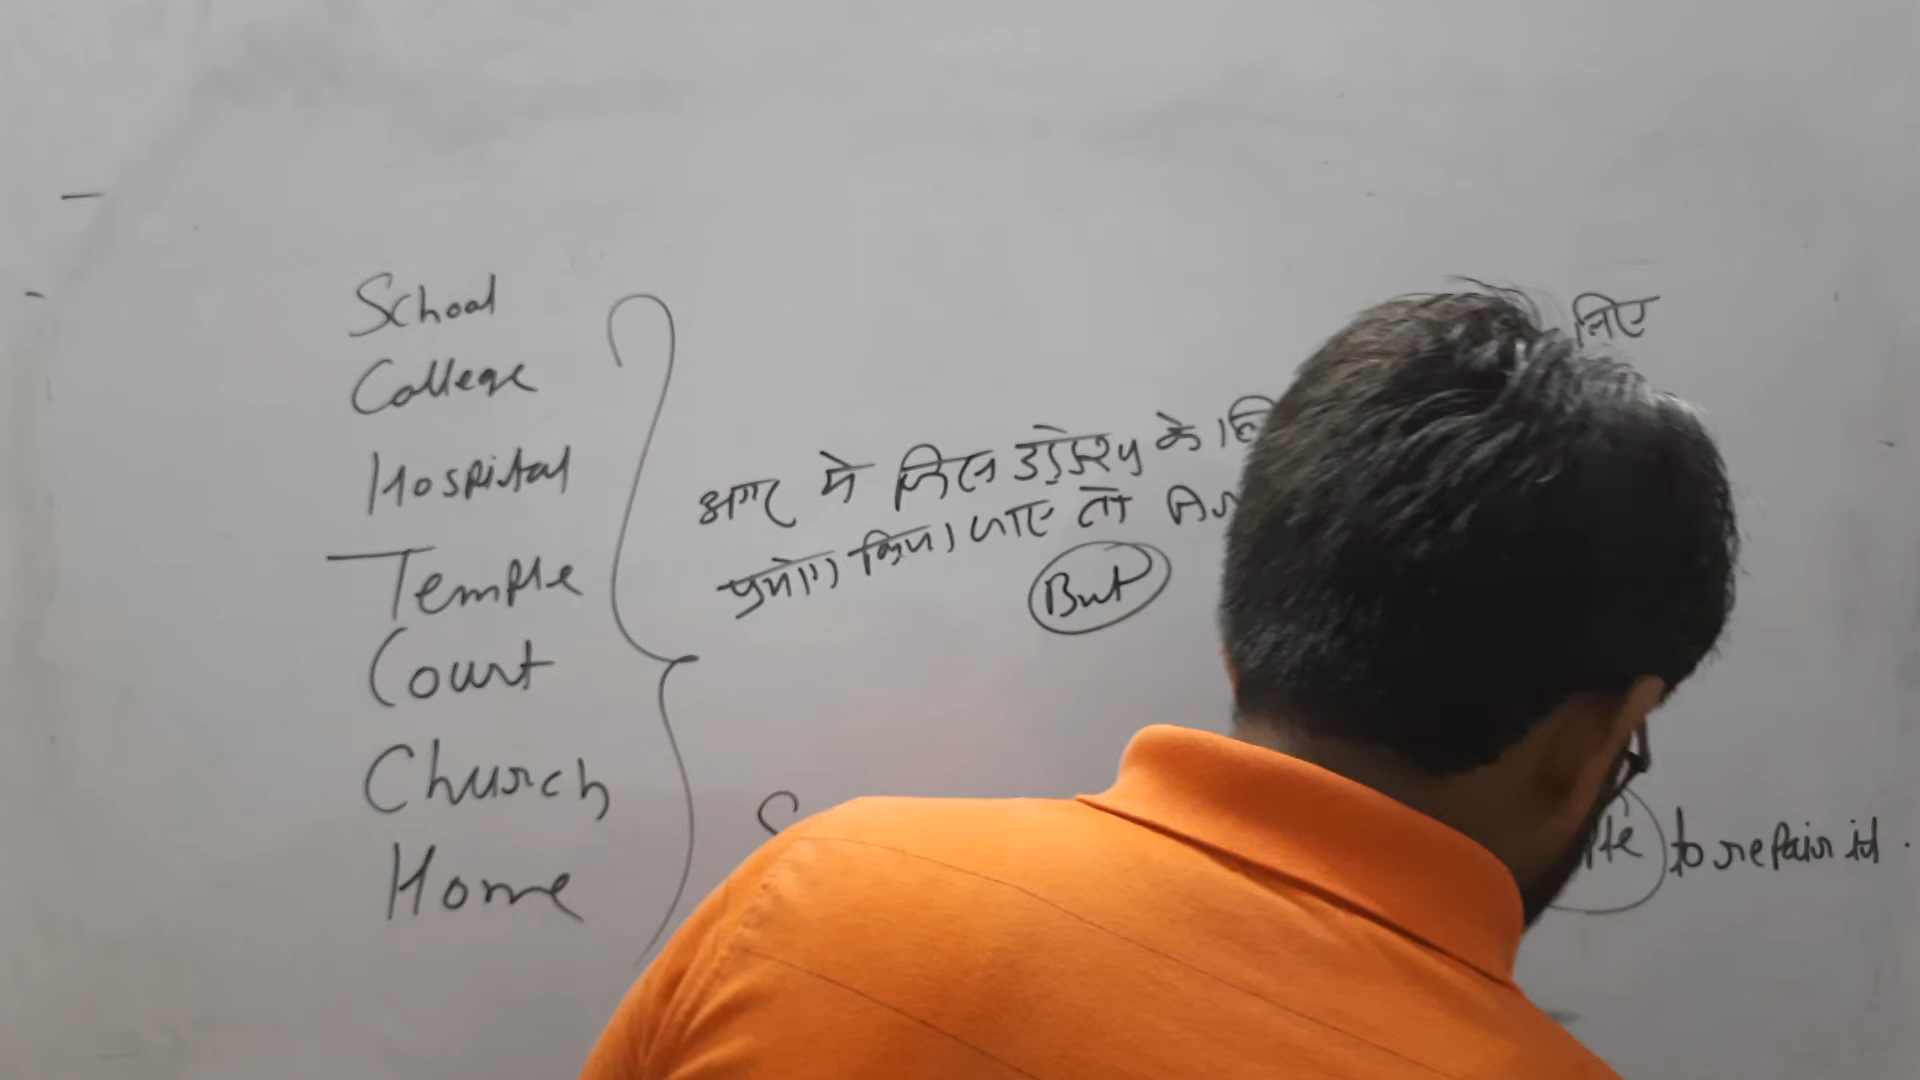 School
College
Hospital
Temple
Court
Church
Home
लिए
अगर ये जिस उद्देश्य के
प्रयोग किया जाए तो
But
to repair it.